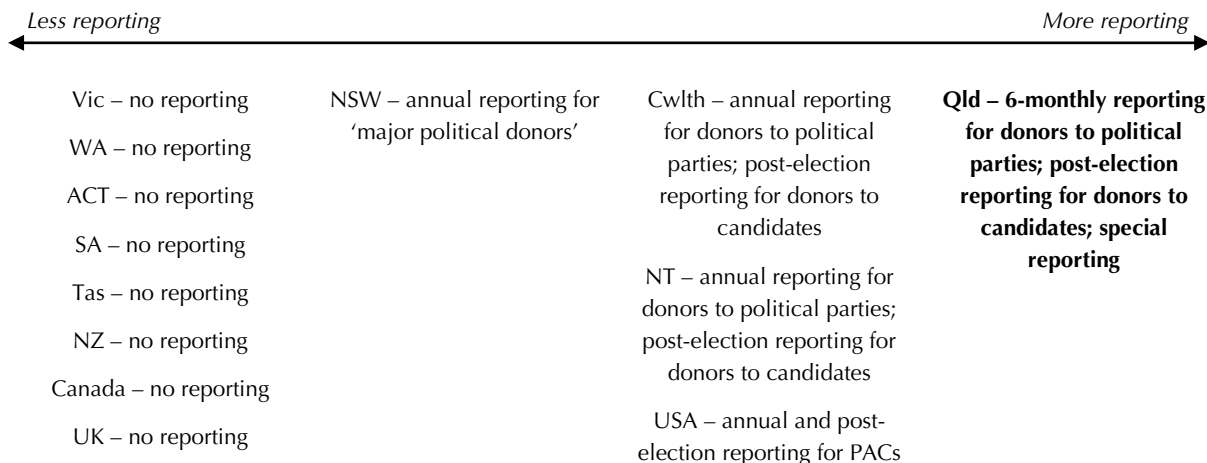 Less reporting
More reporting
Vic – no reporting
WA – no reporting
ACT – no reporting
SA – no reporting
Tas – no reporting
NZ – no reporting
Canada – no reporting
UK – no reporting
NSW – annual reporting for
‘major political donors’
Cwlth – annual reporting
for donors to political
parties; post-election
reporting for donors to
candidates
NT – annual reporting for
donors to political parties;
post-election reporting for
donors to candidates
USA – annual and post-
election reporting for PACs
Qld – 6-monthly reporting
for donors to political
parties; post-election
reporting for donors to
candidates; special
reporting